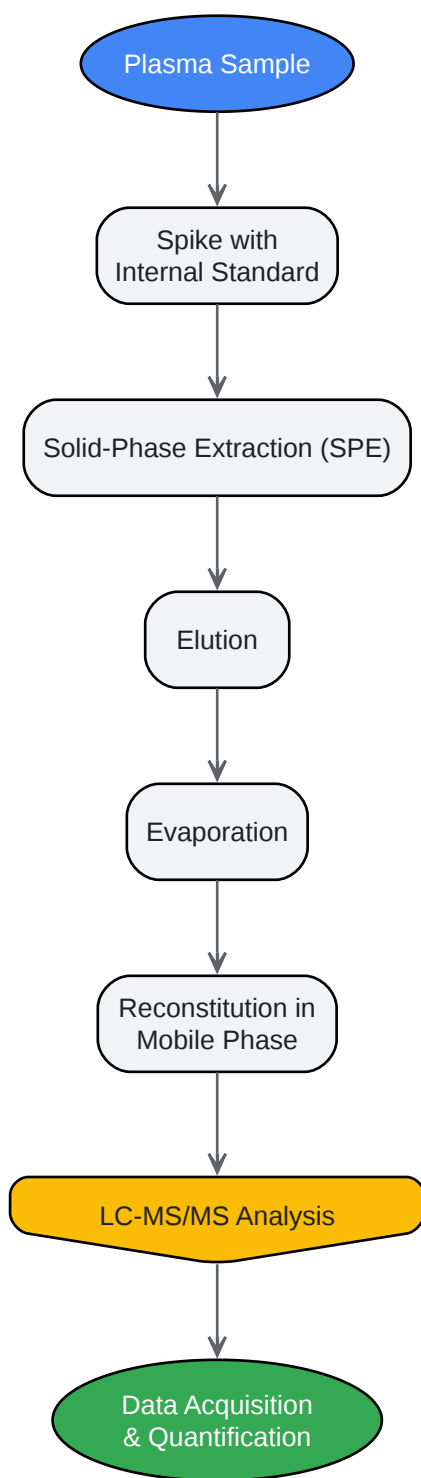 Plasma Sample
Spike with
Internal Standard
Solid-Phase Extraction (SPE)
Elution
Evaporation
Reconstitution in
Mobile Phase
LC-MS/MS Analysis
Data Acquisition
& Quantification